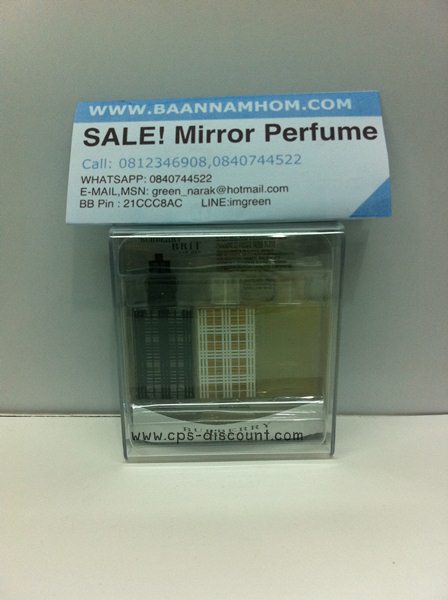 WWW.BAANNAMHOM.COM
SALE! Mirror Perfume
Call: 0812346908,0840744522
WHATSAPP: 0840744522
E-MAIL,MSN: green_narak@hotmail.com
BB Pin : 21CCC8AC LINE:imgreen
BURBERRY
BRIT
BURBERRY
www.cps-discount.com